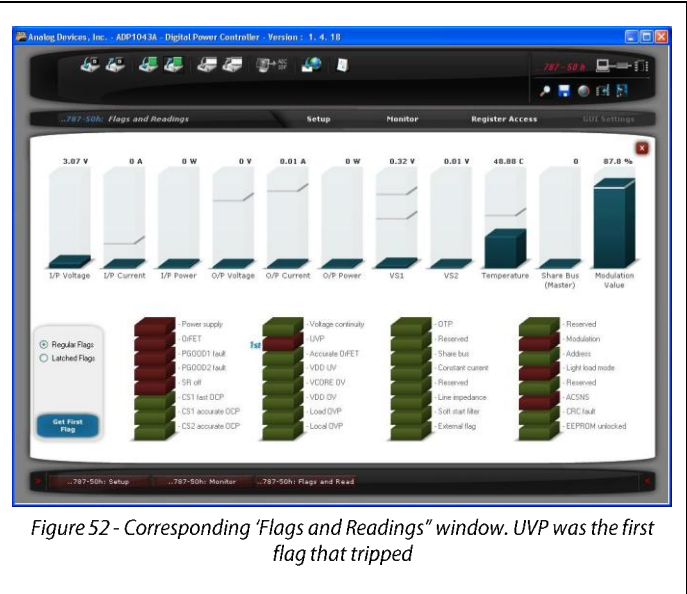 Analog Devices, Inc. - ADP1043A - Digital Power Controller - Version : 1. 4. 18
787 - 50 h
..787-50h: Flags and Readings
Setup
Monitor
Register Access
GUI Settings
3.07 V 0 A 0 W 0 V 0.01 A 0 W 0.32 V 0.01 V 48.88 C 0 87.8 %
I/P Voltage I/P Current I/P Power O/P Voltage O/P Current O/P Power VS1 VS2 Temperature Share Bus (Master) Modulation Value
Regular Flags
Latched Flags
Get First
Flag
- Power supply
- OrFET
- PGOOD1 fault
- PGOOD2 fault
- SR off
- CS1 fast OCP
- CS1 accurate OCP
- CS2 accurate OCP
1st
- Voltage continuity
- UVP
- Accurate OrFET
- VDD UV
- VCORE OV
- VDD OV
- Load OVP
- Local OVP
- OTP
- Reserved
- Share bus
- Constant current
- Reserved
- Line impedance
- Soft start filter
- External flag
- Reserved
- Modulation
- Address
- Light load mode
- Reserved
- ACSNS
- CRC fault
- EEPROM unlocked
..787-50h: Setup
..787-50h: Monitor
..787-50h: Flags and Read
Figure 52 - Corresponding ‘Flags and Readings” window. UVP was the first
flag that tripped